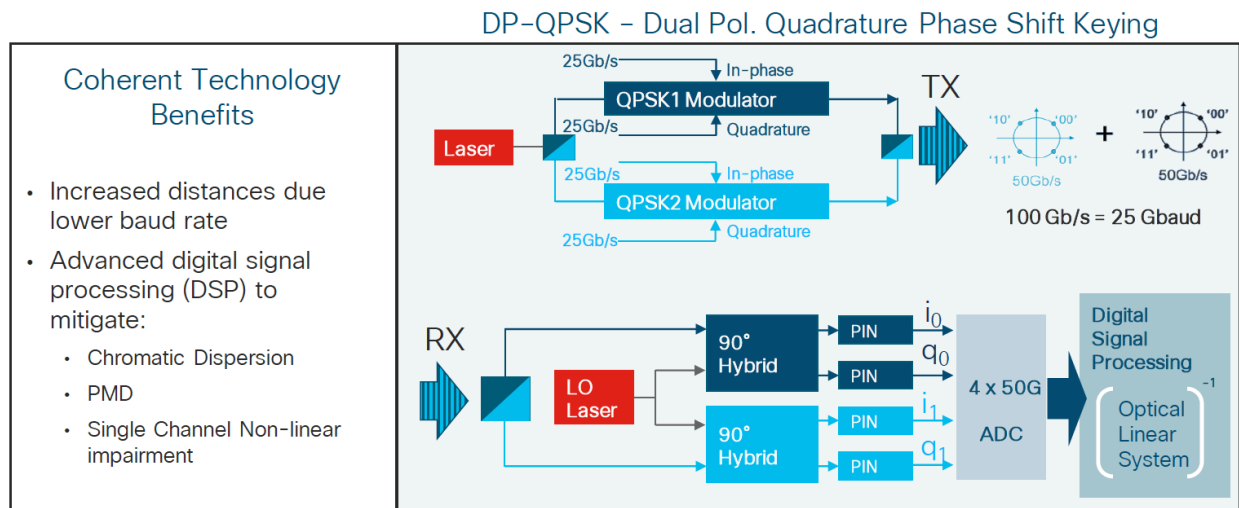 DP-QPSK – Dual Pol. Quadrature Phase Shift Keying
Coherent Technology
Benefits
• Increased distances due
lower baud rate
• Advanced digital signal
processing (DSP) to
mitigate:
• Chromatic Dispersion
• PMD
• Single Channel Non-linear
impairment
25Gb/s
In-phase
QPSK1 Modulator
25Gb/s
Quadrature
Laser
25Gb/s
In-phase
QPSK2 Modulator
25Gb/s
Quadrature
TX
'10' '00'
'11' '01'
50Gb/s
+
'10' '00'
'11' '01'
50Gb/s
100 Gb/s = 25 Gbaud
RX
LO
Laser
90°
Hybrid
90°
Hybrid
PIN
PIN
PIN
PIN
i0
q0
i1
q1
4 x 50G
ADC
Digital
Signal
Processing
-1
Optical
Linear
System